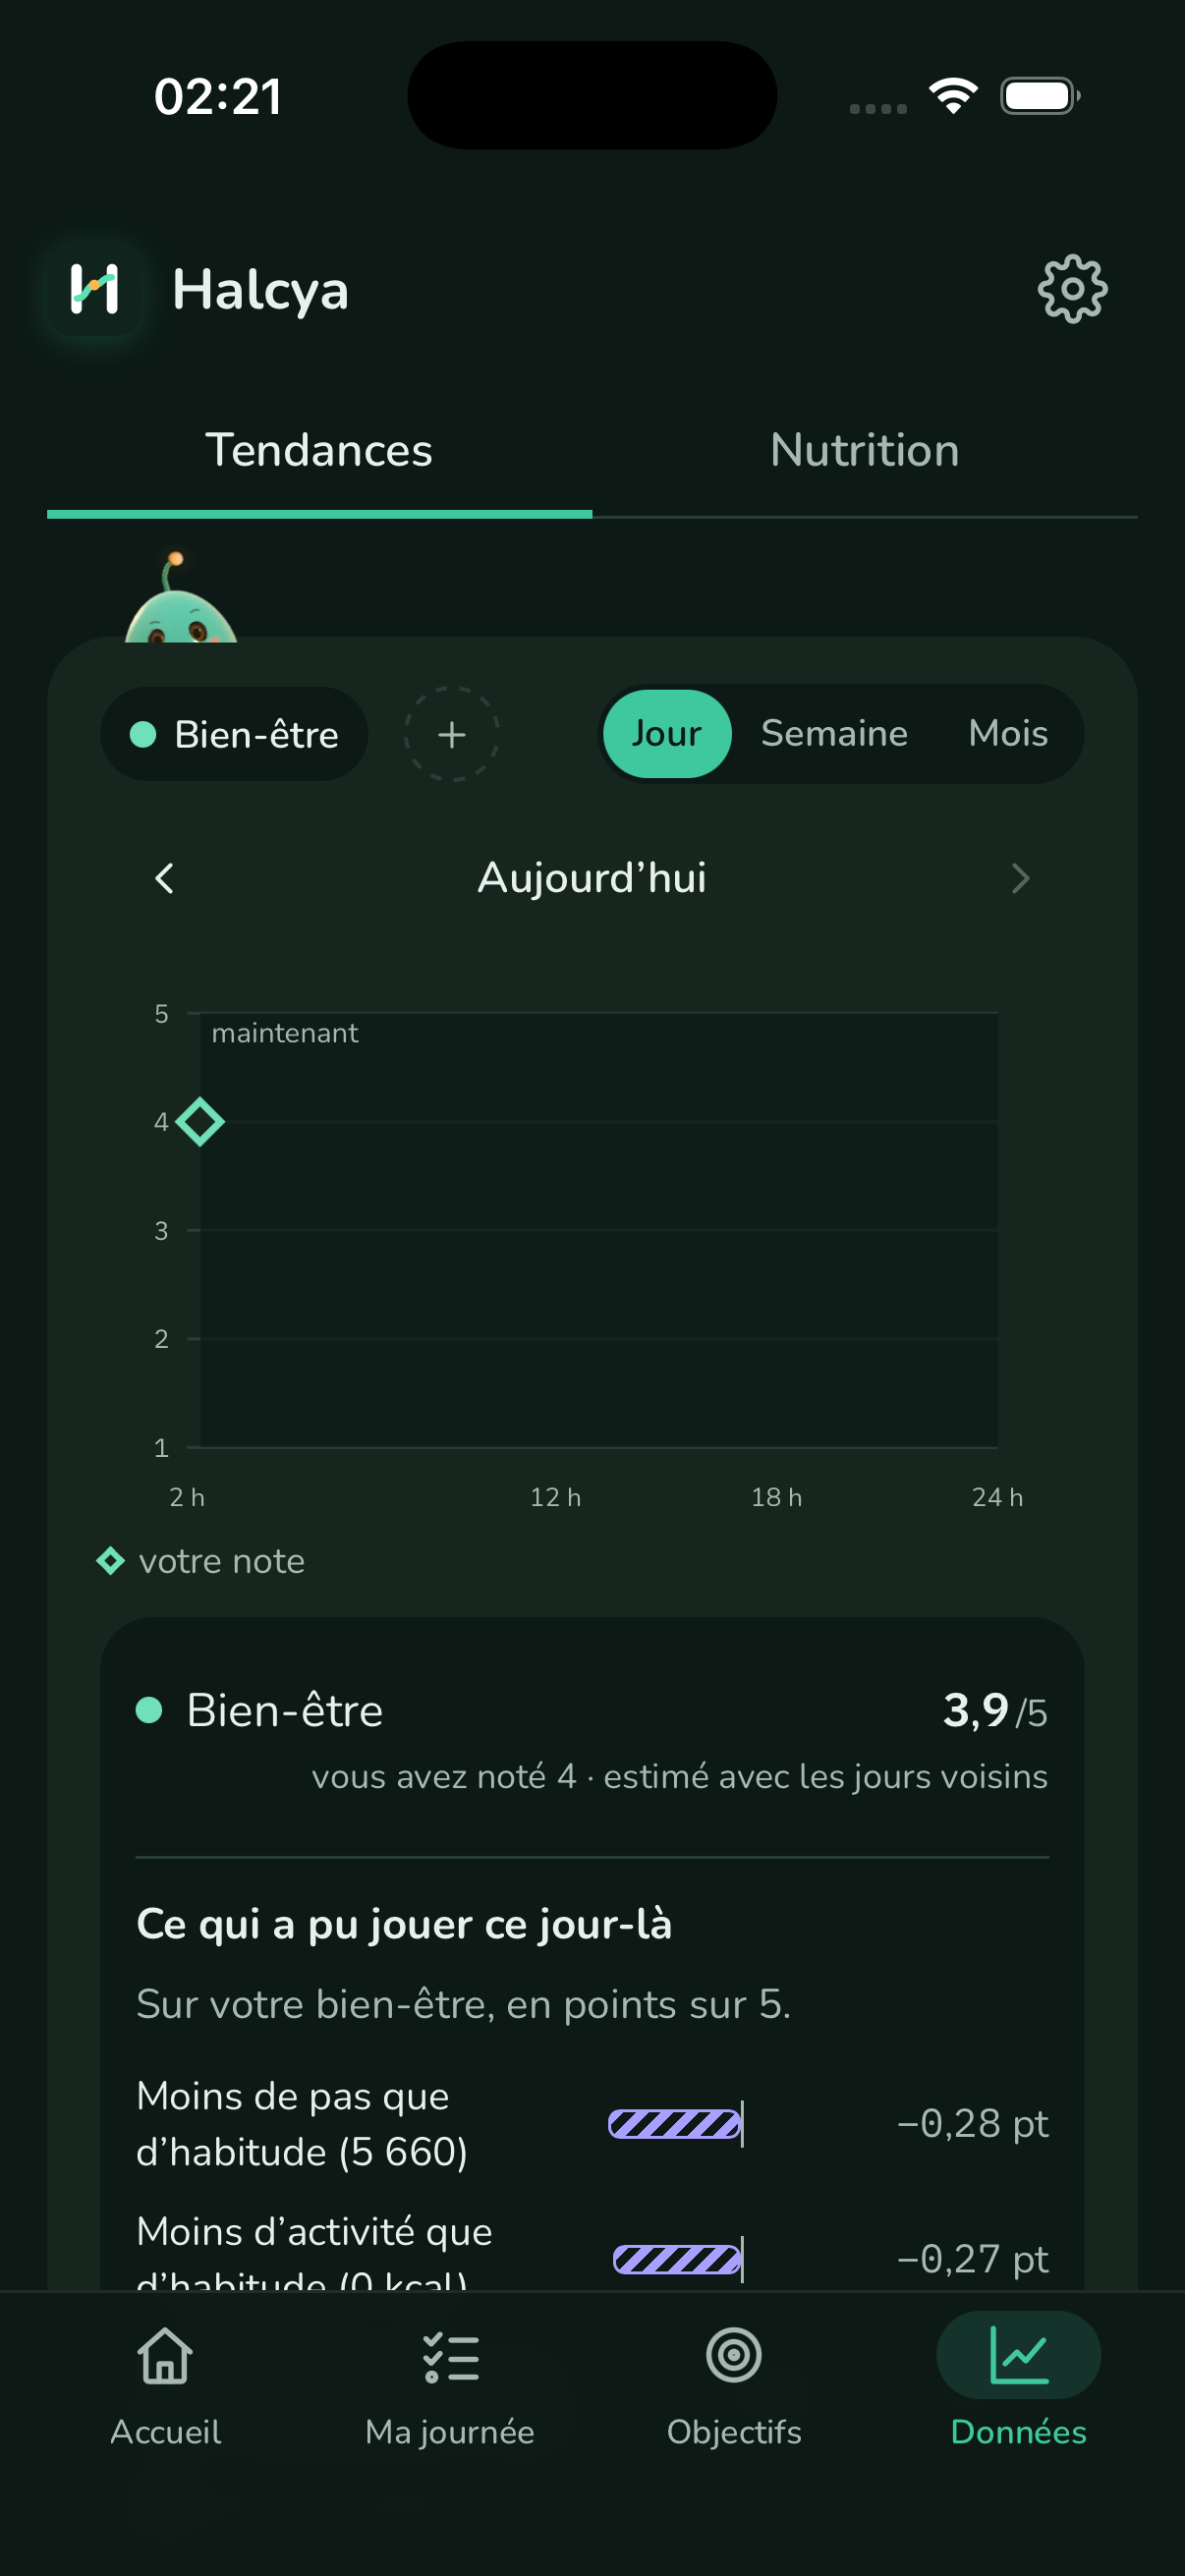 02:21
Halcya
Tendances
Nutrition
Bien-être
+
Jour
Semaine
Mois
Aujourd’hui
5
maintenant
4
3
2
1
2 h
12 h
18 h
24 h
votre note
Bien-être
3,9/5
vous avez noté 4 · estimé avec les jours voisins
Ce qui a pu jouer ce jour-là
Sur votre bien-être, en points sur 5.
Moins de pas que
d’habitude (5 660)
−0,28 pt
Moins d’activité que
d’habitude (0 kcal)
−0,27 pt
Accueil
Ma journée
Objectifs
Données